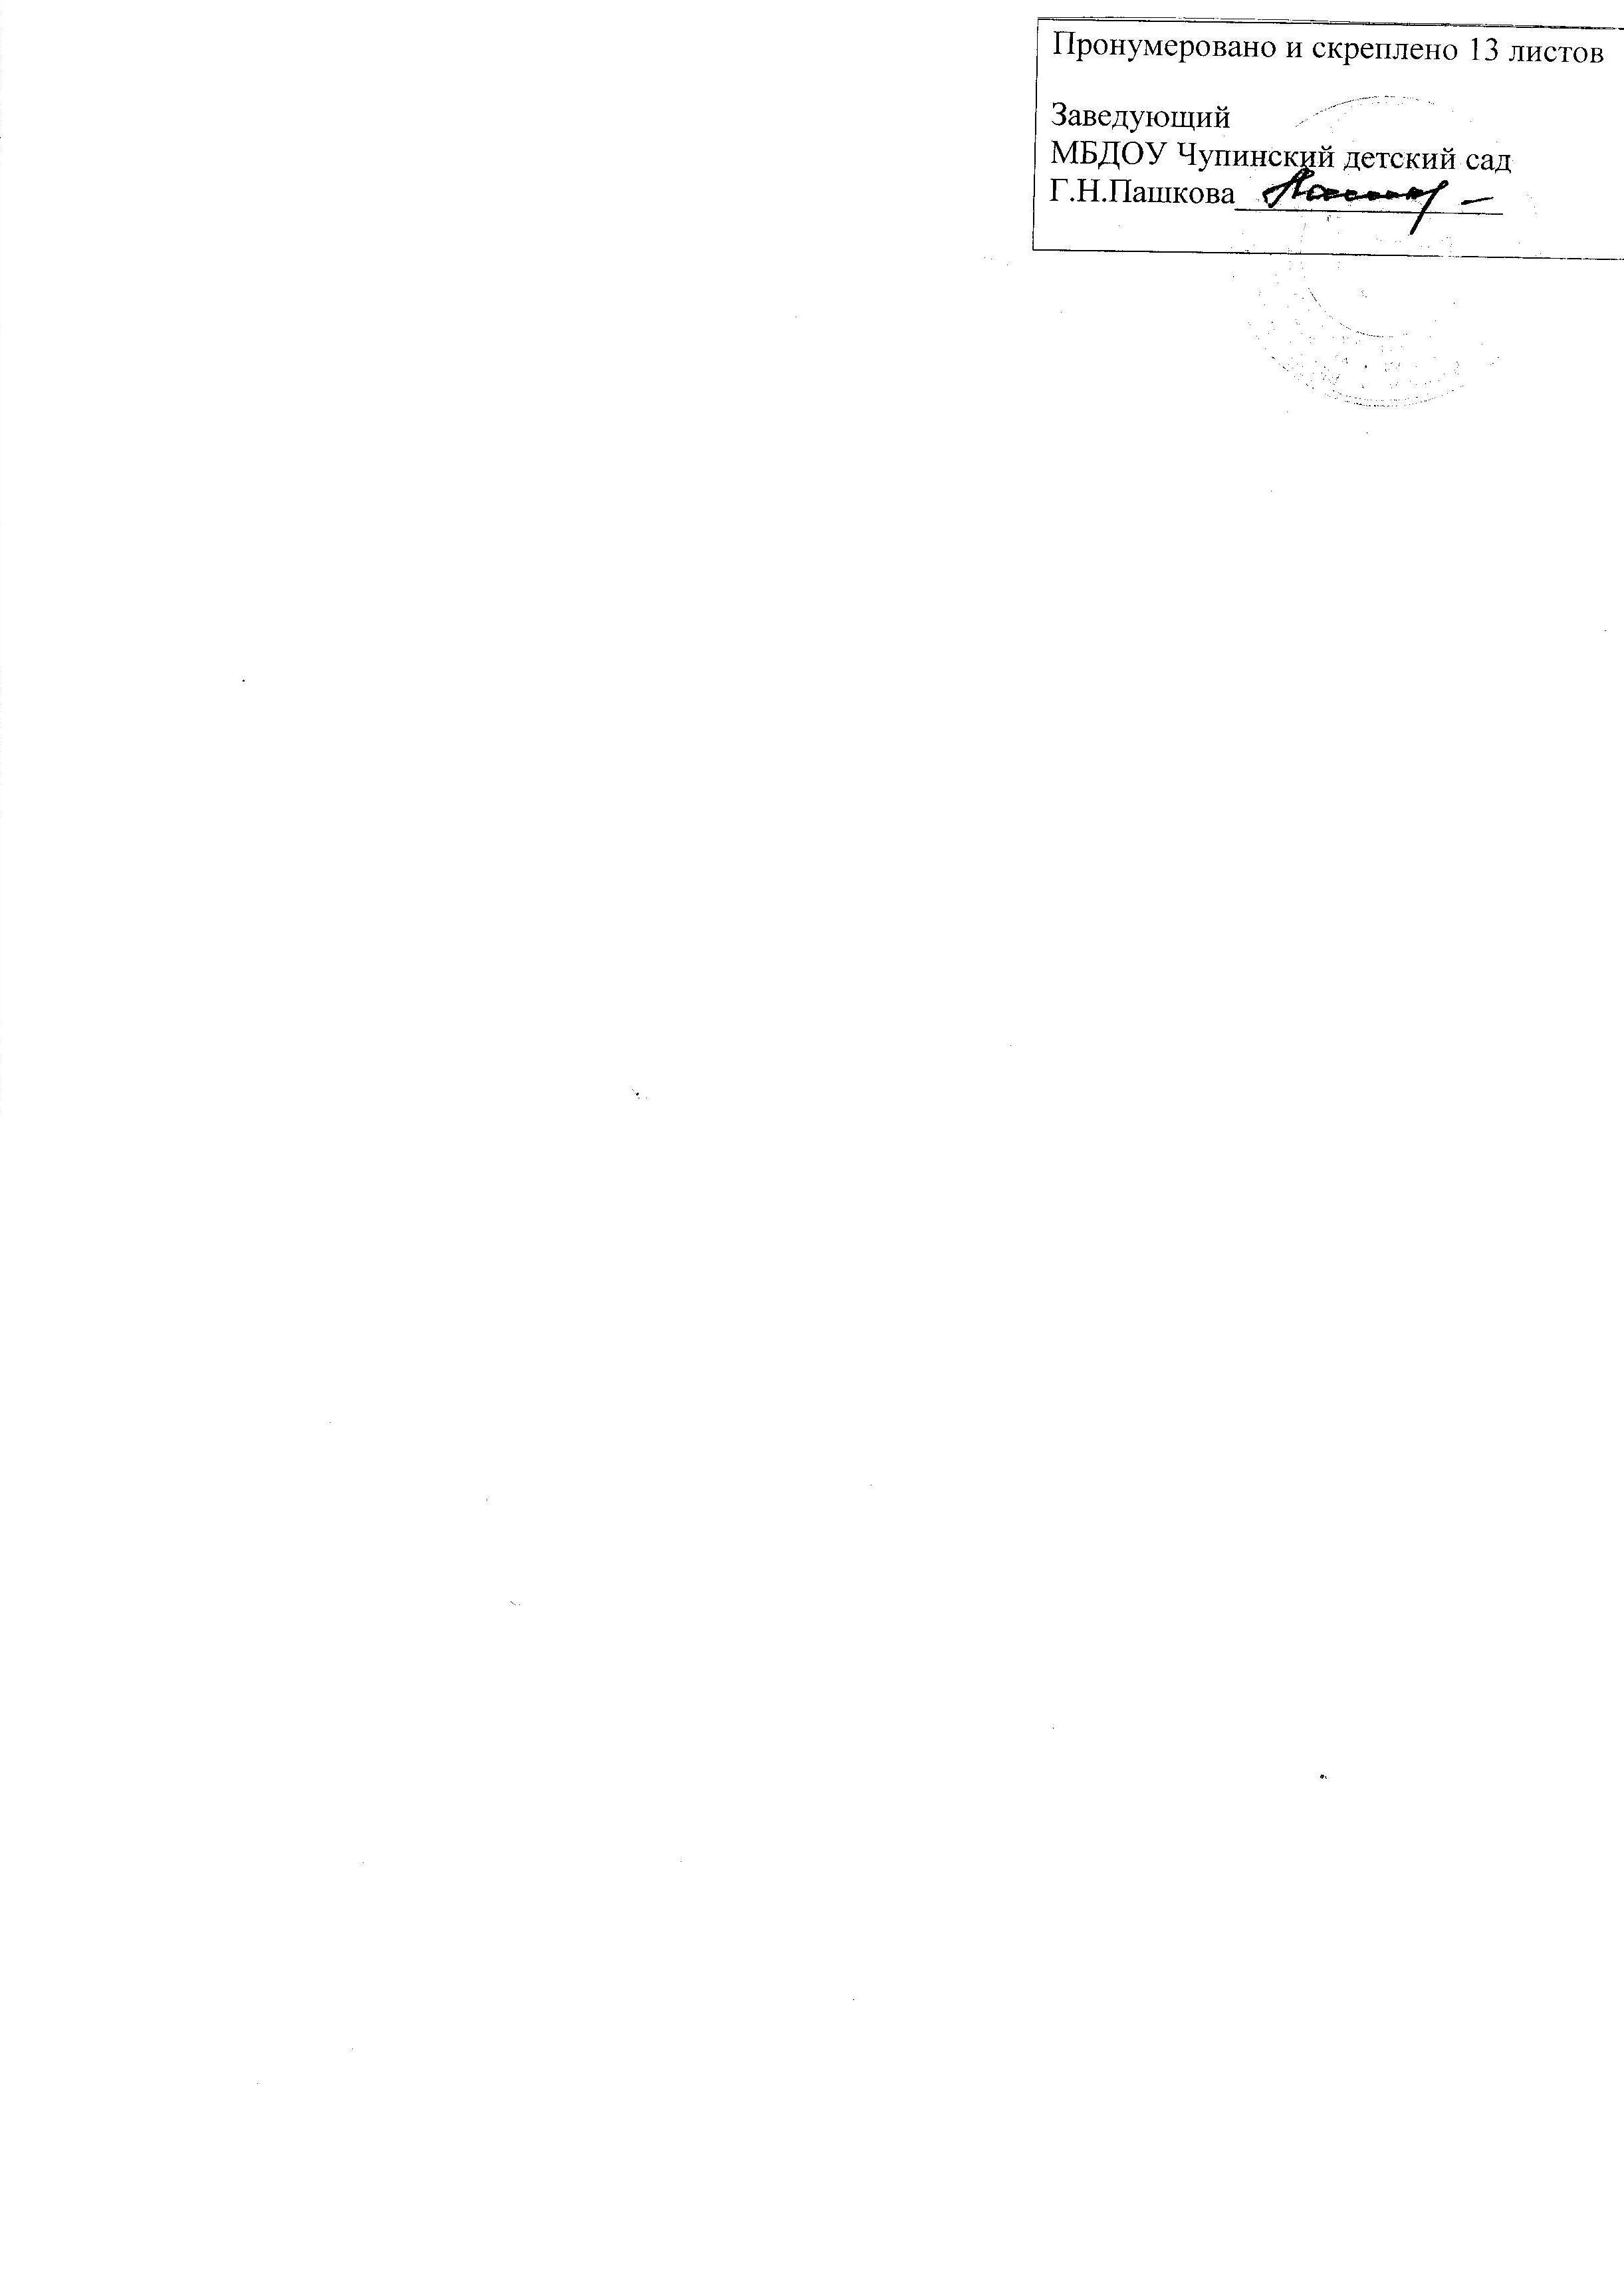 Пронумеровано и скреплено 13 листов
Заведующий
МБДОУ Чупинский детский сад
Г.Н.Пашкова